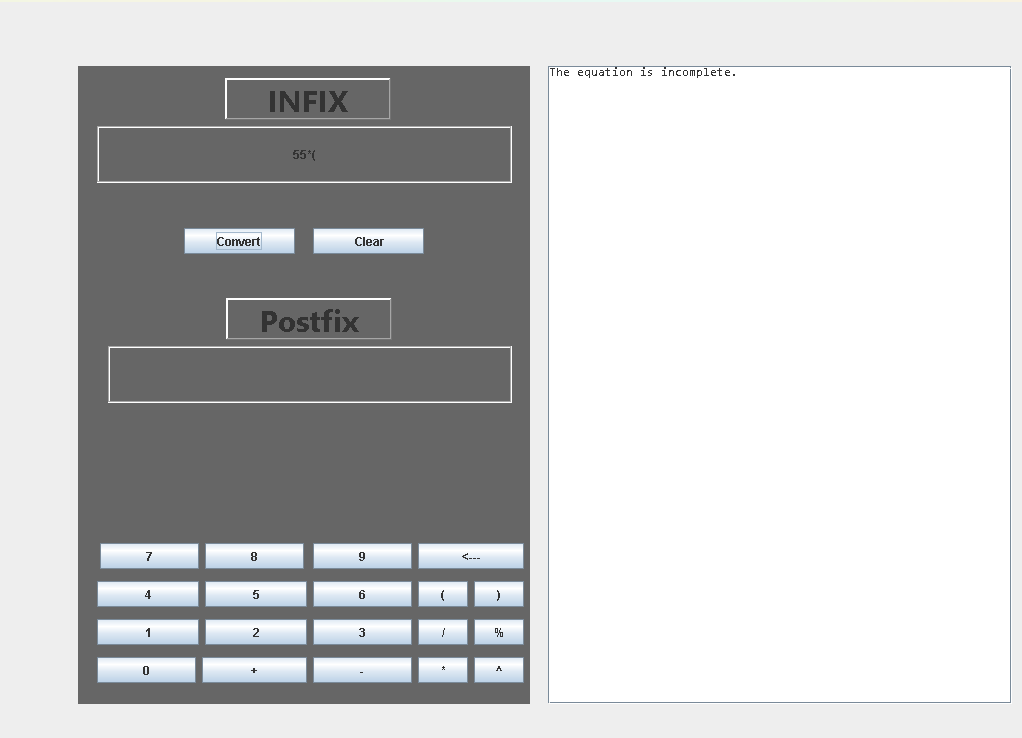 INFIX
55*(
Convert Clear
Postfix
7 8 9 <---
4 5 6 ( )
1 2 3 / %
0 + - * ^
The equation is incomplete.